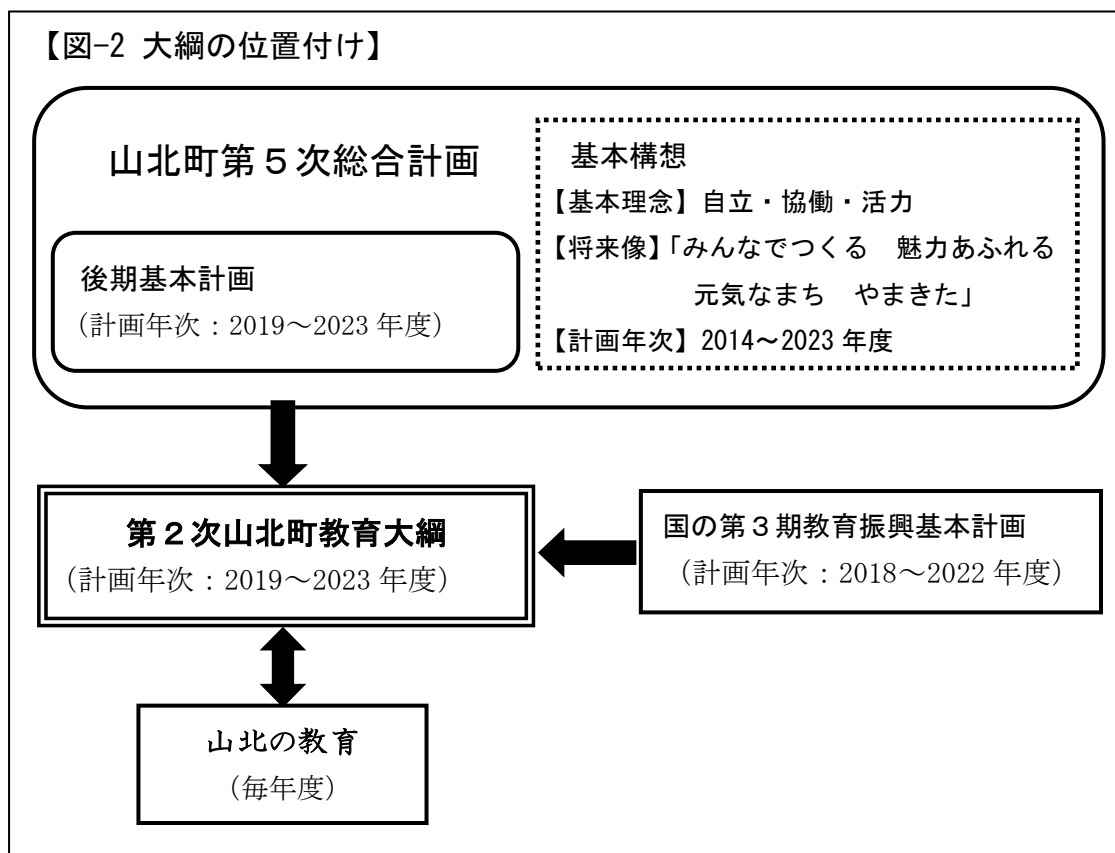 【図-2 大綱の位置付け】
山北町第５次総合計画
後期基本計画
（計画年次：2019～2023 年度）
基本構想
【基本理念】自立・協働・活力
【将来像】「みんなでつくる　魅力あふれる
元気なまち　やまきた」
【計画年次】2014～2023 年度
第２次山北町教育大綱
（計画年次：2019～2023 年度）
国の第３期教育振興基本計画
（計画年次：2018～2022 年度）
山北の教育
（毎年度）